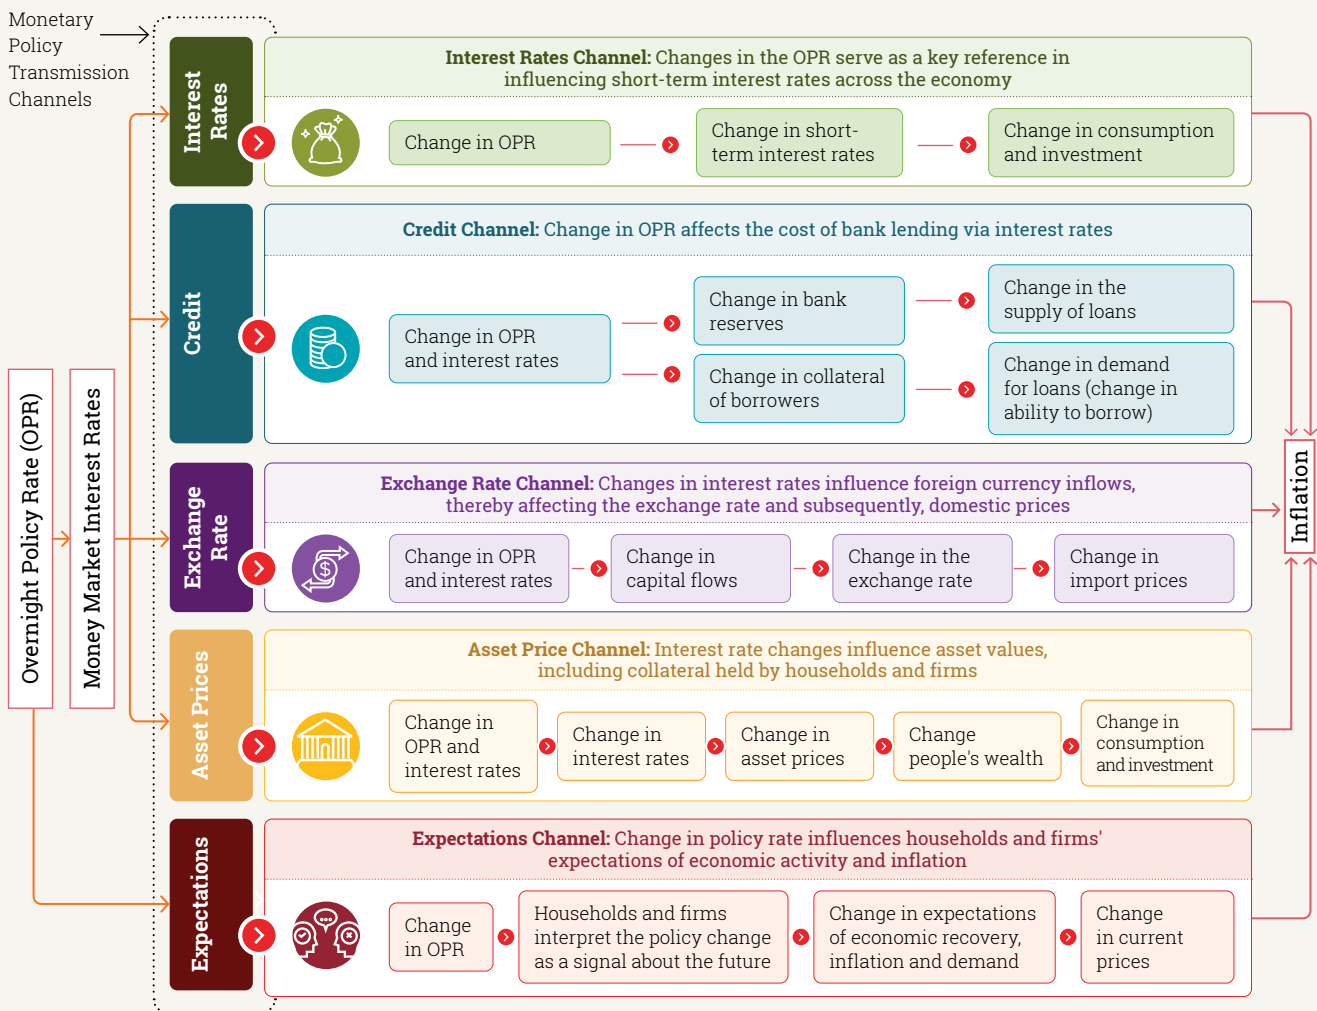 Monetary
Policy
Transmission
Channels
Overnight Policy Rate (OPR)
Money Market Interest Rates
Interest
Rates
Interest Rates Channel: Changes in the OPR serve as a key reference in
influencing short-term interest rates across the economy
Change in OPR
Change in short-
term interest rates
Change in consumption
and investment
Credit
Credit Channel: Change in OPR affects the cost of bank lending via interest rates
Change in OPR
and interest rates
Change in bank
reserves
Change in the
supply of loans
Change in collateral
of borrowers
Change in demand
for loans (change in
ability to borrow)
Exchange
Rate
Exchange Rate Channel: Changes in interest rates influence foreign currency inflows,
thereby affecting the exchange rate and subsequently, domestic prices
$
Change in OPR
and interest rates
Change in
capital flows
Change in the
exchange rate
Change in
import prices
Asset Prices
Asset Price Channel: Interest rate changes influence asset values,
including collateral held by households and firms
Change in
OPR and
interest rates
Change in
interest rates
Change in
asset prices
Change
people's wealth
Change in
consumption
and investment
Expectations
Expectations Channel: Change in policy rate influences households and firms'
expectations of economic activity and inflation
Change
in OPR
Households and firms
interpret the policy change
as a signal about the future
Change in expectations
of economic recovery,
inflation and demand
Change
in current
prices
Inflation